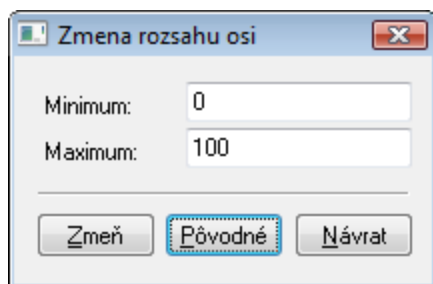 Zmena rozsahu osi
Minimum: 0
Maximum: 100
Zmeň Pôvodné Návrat